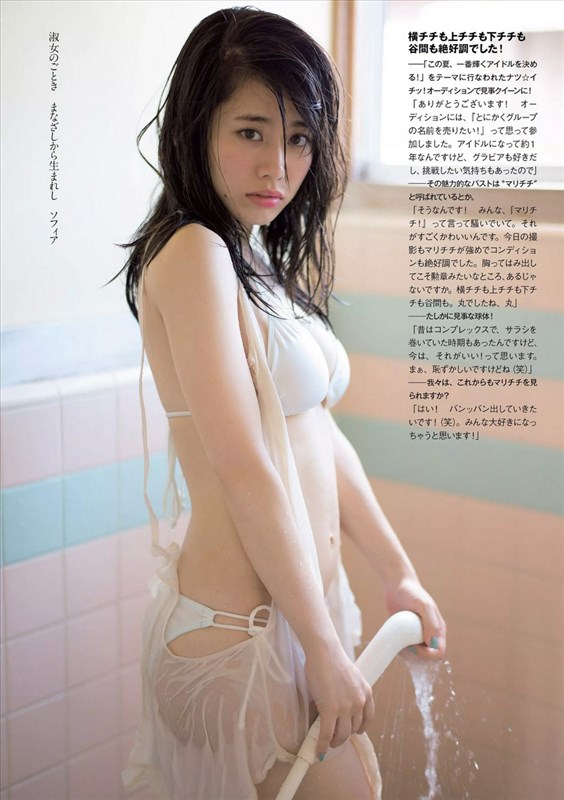 横チチも上チチも下チチも
谷間も絶好調でした!
――「この夏、一番輝くアイドルを決め
る!」をテーマに行なわれたナツ☆イ
チッ!オーディションで見事クイーンに!
「ありがとうございます! オー
ディションには、『とにかくグループ
の名前を売りたい!』って思って参
加しました。アイドルになって約1
年なんですけど、グラビアも好きだ
し、挑戦したい気持ちもあったので」
――その魅力的なバストは“マリチチ”
と呼ばれているとか。
「そうなんです! みんな、『マリチ
チ!』って言って騒いでいて。それ
がすごくかわいいんです。今日の撮
影もマリチチが強めでコンディショ
ンも絶好調でした。胸ってはみ出し
てこそ勲章みたいなところ、あるじゃ
ないですか。横チチも上チチも下チ
チも谷間も。丸でしたね、丸」
――たしかに見事な球体!
「昔はコンプレックスで、サラシを
巻いていた時期もあったんですけど、
今は、それがいい!って思います。
まぁ、恥ずかしいですけどね(笑)」
――我々は、これからもマリチチを見
られますか?
「はい! バンッバン出していきた
いです!(笑)。みんな大好きになっ
ちゃうと思います!」
淑女のごとき まなざしから生まれし ソフィア